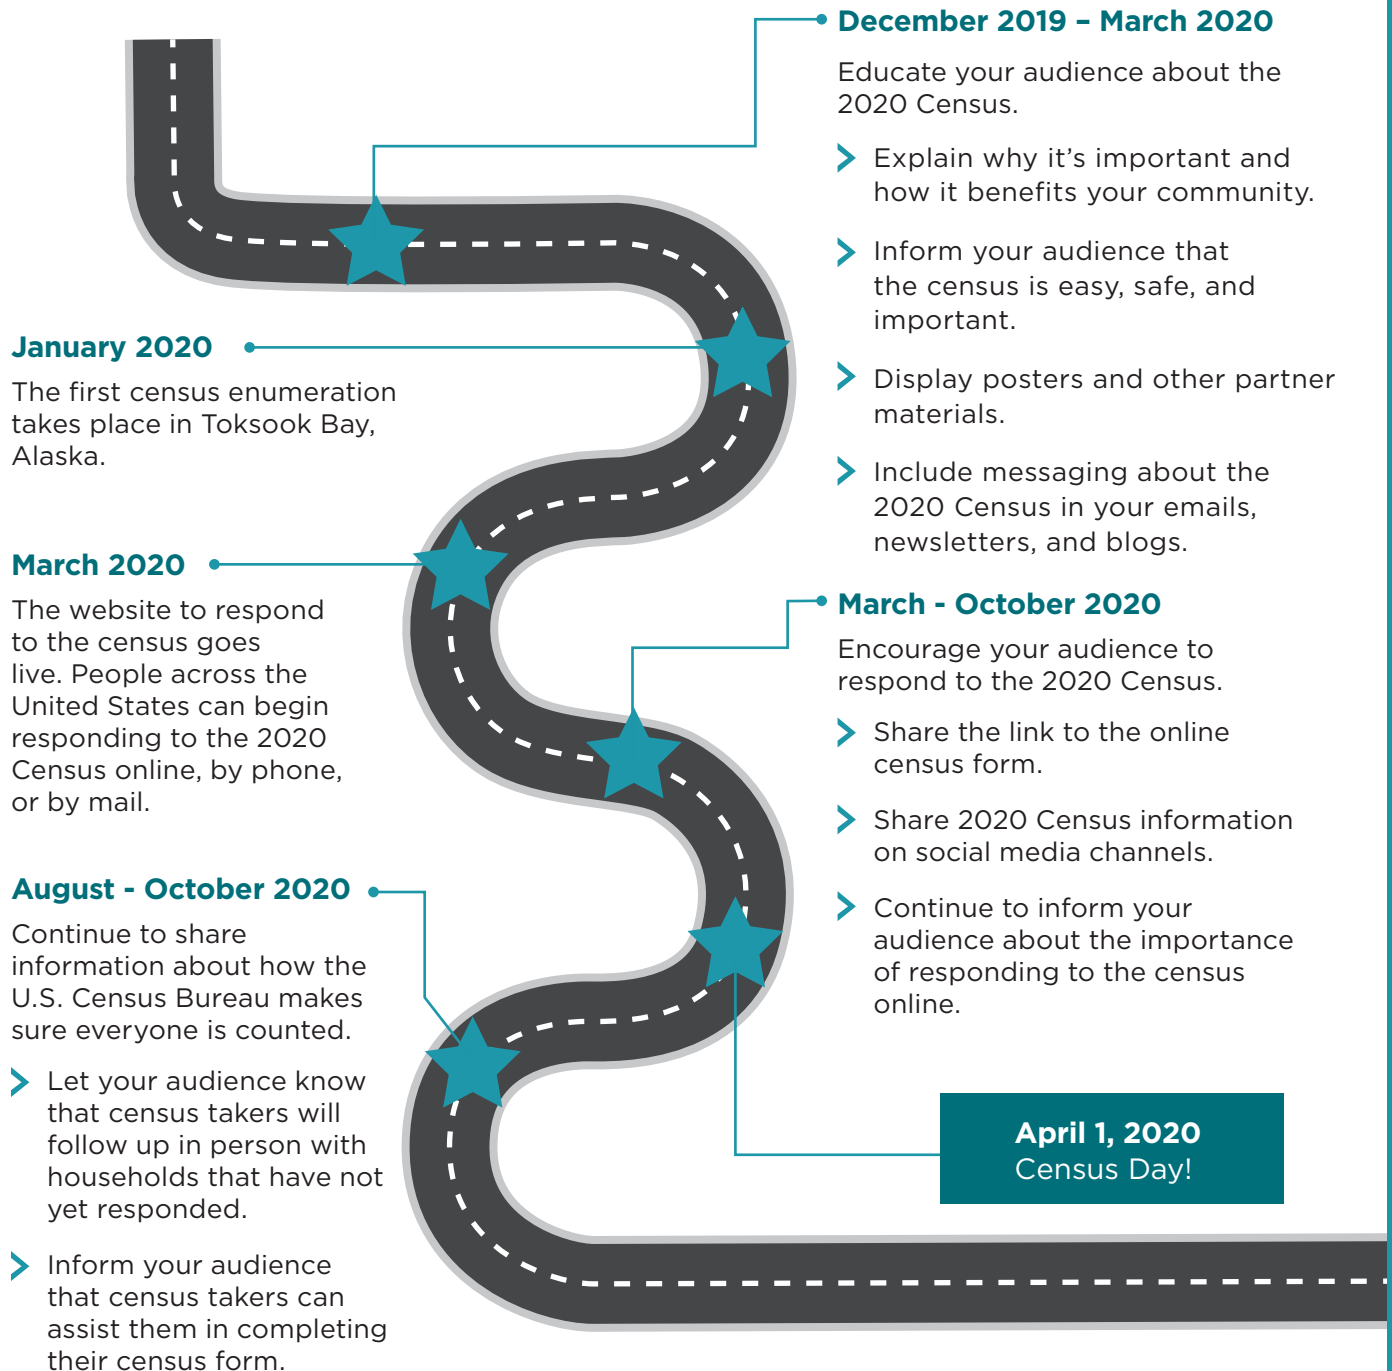 December 2019 – March 2020
Educate your audience about the
2020 Census.
Explain why it's important and
how it benefits your community.
Inform your audience that
the census is easy, safe, and
important.
Display posters and other partner
materials.
Include messaging about the
2020 Census in your emails,
newsletters, and blogs.
January 2020
The first census enumeration
takes place in Toksook Bay,
Alaska.
March 2020
The website to respond
to the census goes
live. People across the
United States can begin
responding to the 2020
Census online, by phone,
or by mail.
March - October 2020
Encourage your audience to
respond to the 2020 Census.
Share the link to the online
census form.
Share 2020 Census information
on social media channels.
Continue to inform your
audience about the importance
of responding to the census
online.
April 1, 2020
Census Day!
August - October 2020
Continue to share
information about how the
U.S. Census Bureau makes
sure everyone is counted.
Let your audience know
that census takers will
follow up in person with
households that have not
yet responded.
Inform your audience
that census takers can
assist them in completing
their census form.